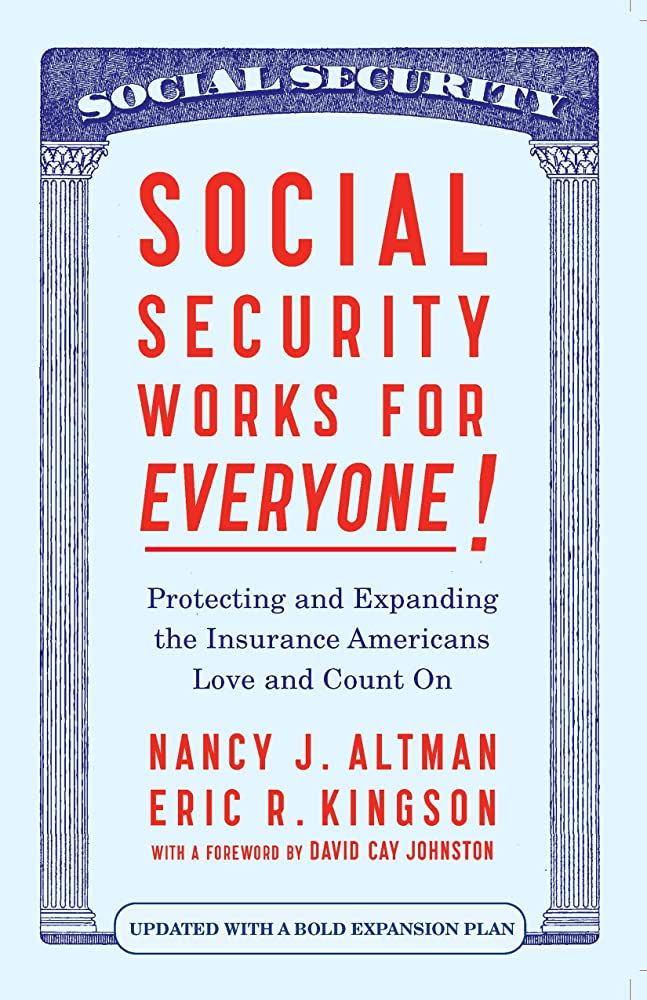 SOCIAL SECURITY
SOCIAL
SECURITY
WORKS FOR
EVERYONE!
Protecting and Expanding
the Insurance Americans
Love and Count On
NANCY J. ALTMAN
ERIC R. KINGSON
WITH A FOREWORD BY DAVID CAY JOHNSTON
UPDATED WITH A BOLD EXPANSION PLAN